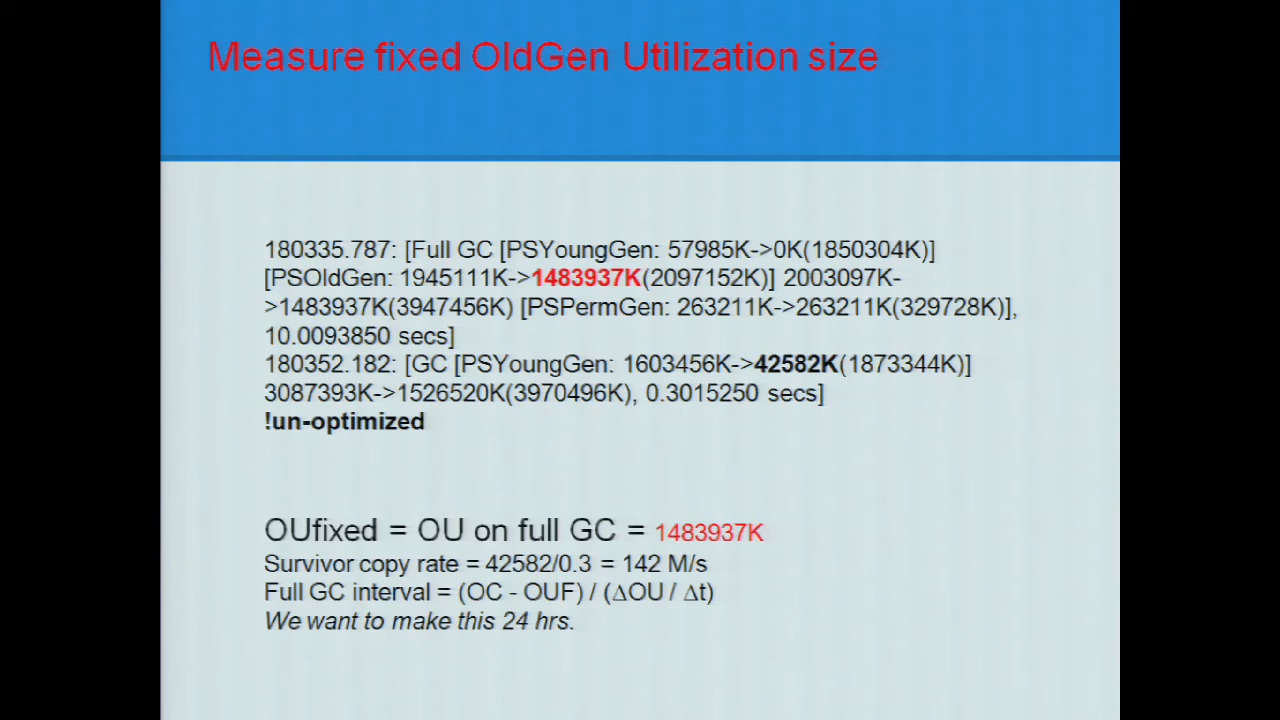 Measure fixed OldGen Utilization size
180335.787: [Full GC [PSYoungGen: 57985K->0K(1850304K)]
[PSOldGen: 1945111K->1483937K(2097152K)] 2003097K-
>1483937K(3947456K) [PSPermGen: 263211K->263211K(329728K)],
10.0093850 secs]
180352.182: [GC [PSYoungGen: 1603456K->42582K(1873344K)]
3087393K->1526520K(3970496K), 0.3015250 secs]
!un-optimized
OUfixed = OU on full GC = 1483937K
Survivor copy rate = 42582/0.3 = 142 M/s
Full GC interval = (OC - OUF) / (∆OU / ∆t)
We want to make this 24 hrs.